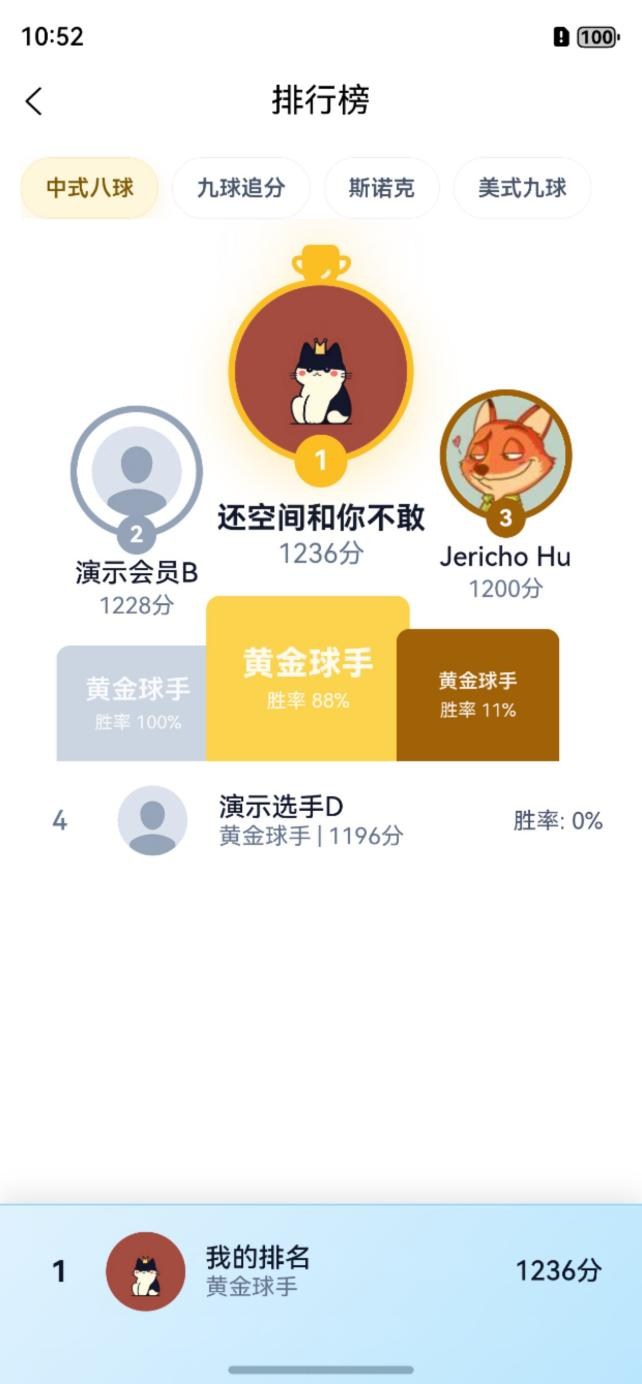 10:52
100
排行榜
中式八球
九球追分
斯诺克
美式九球
1
还空间和你不敢
1236分
2
演示会员B
1228分
3
Jericho Hu
1200分
黄金球手
胜率 100%
黄金球手
胜率 88%
黄金球手
胜率 11%
4
演示选手D
黄金球手 | 1196分
胜率: 0%
1
我的排名
黄金球手
1236分